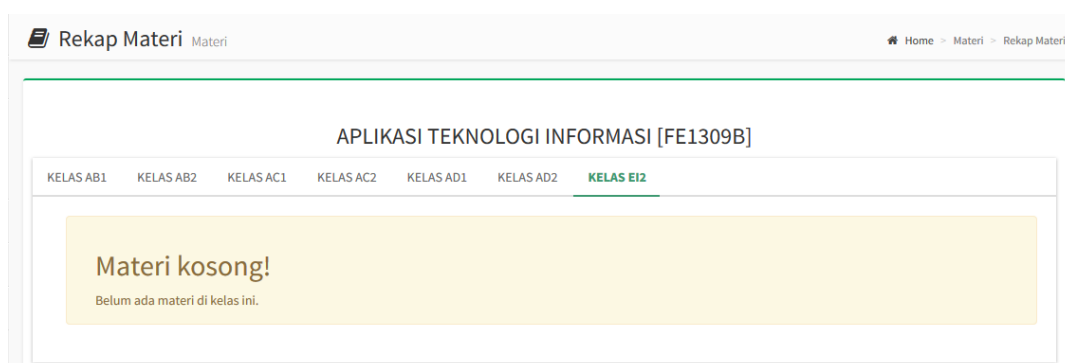 Rekap Materi Materi
Home > Materi > Rekap Materi
APLIKASI TEKNOLOGI INFORMASI [FE1309B]
KELAS AB1 KELAS AB2 KELAS AC1 KELAS AC2 KELAS AD1 KELAS AD2 KELAS EI2
Materi kosong!
Belum ada materi di kelas ini.